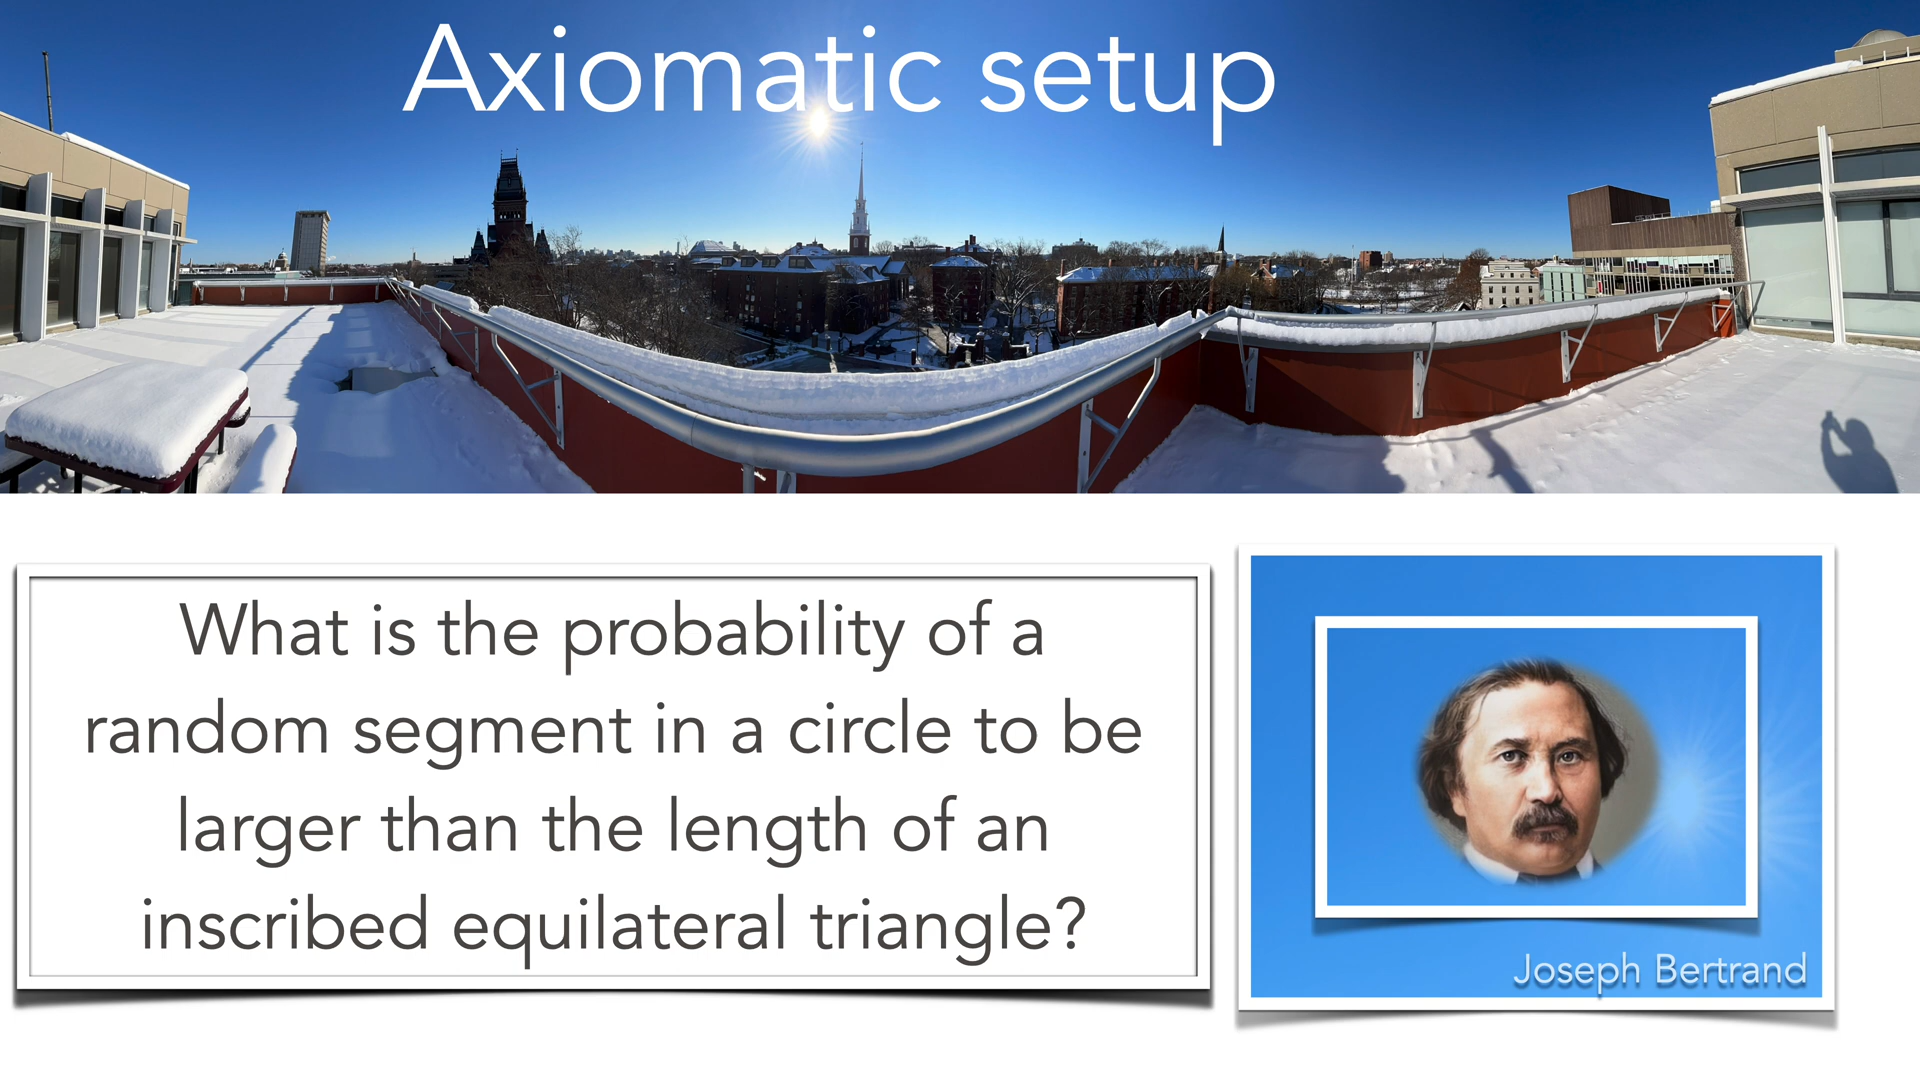 Axiomatic setup
What is the probability of a
random segment in a circle to be
larger than the length of an
inscribed equilateral triangle?
Joseph Bertrand